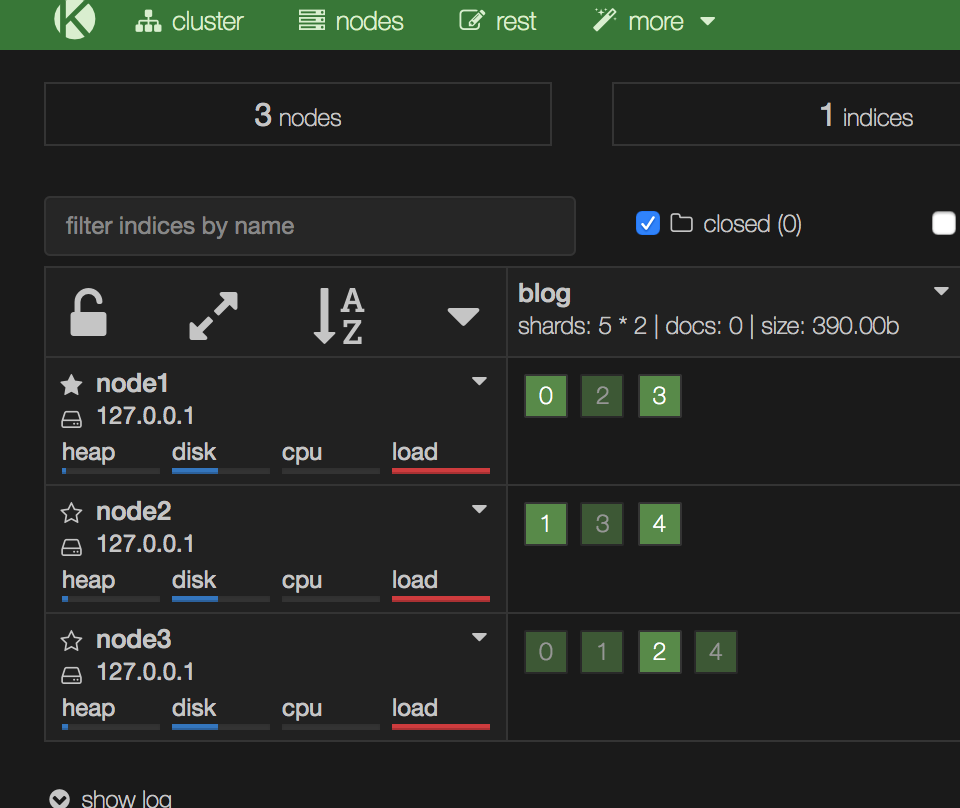 cluster nodes rest more
3 nodes 1 indices
filter indices by name closed (0)
A
Z
blog
shards: 5 * 2 | docs: 0 | size: 390.00b
node1
127.0.0.1
heap disk cpu load
0 2 3
node2
127.0.0.1
heap disk cpu load
1 3 4
node3
127.0.0.1
heap disk cpu load
0 1 2 4
show log